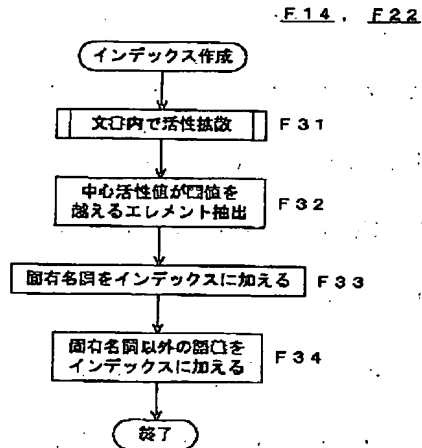 F14, F22
インデックス作成
文書内で活性拡散 F31
中心活性値が閾値を
越えるエレメント抽出 F32
固有名詞をインデックスに加える F33
固有名詞以外の を
インデックスに加える F34
終了